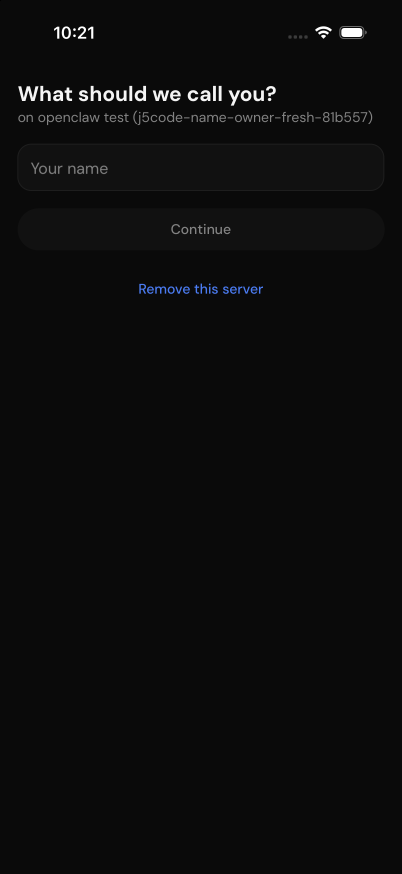 10:21
What should we call you?
on openclaw test (j5code-name-owner-fresh-81b557)
Your name
Continue
Remove this server